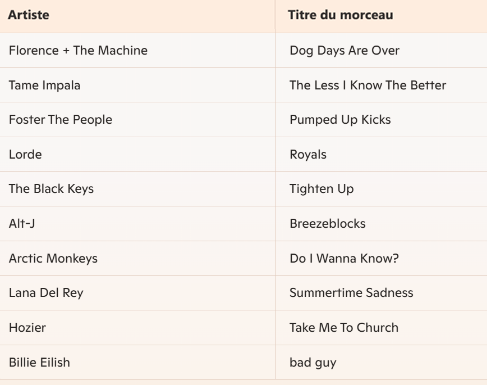 Artiste Titre du morceau
Florence + The Machine Dog Days Are Over
Tame Impala The Less I Know The Better
Foster The People Pumped Up Kicks
Lorde Royals
The Black Keys Tighten Up
Alt-J Breezeblocks
Arctic Monkeys Do I Wanna Know?
Lana Del Rey Summertime Sadness
Hozier Take Me To Church
Billie Eilish bad guy